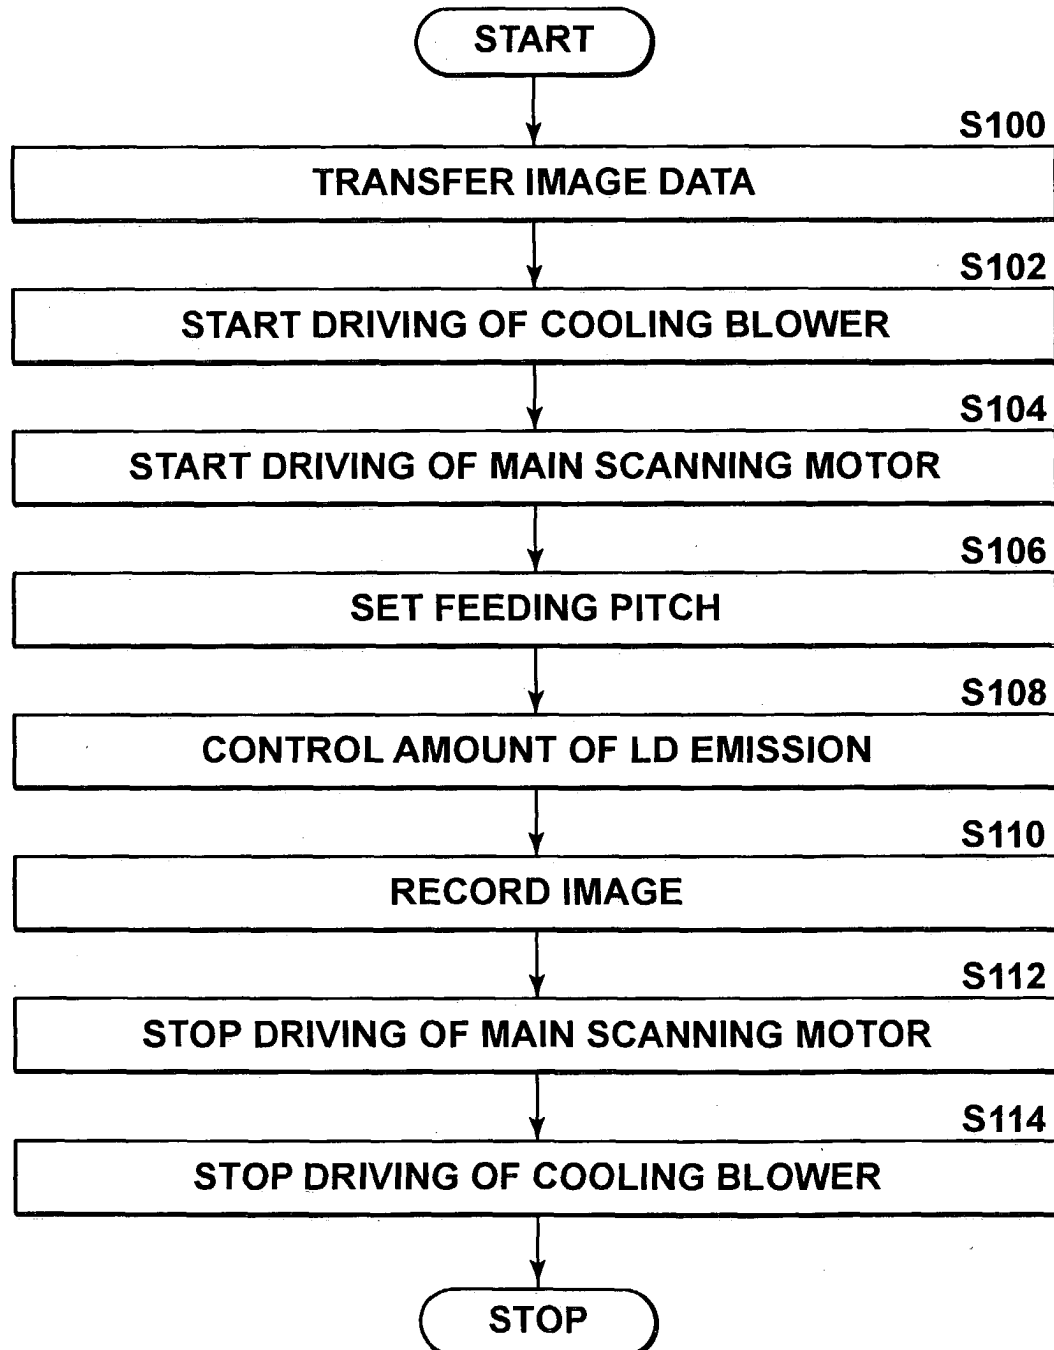 START
S100
TRANSFER IMAGE DATA
S102
START DRIVING OF COOLING BLOWER
S104
START DRIVING OF MAIN SCANNING MOTOR
S106
SET FEEDING PITCH
S108
CONTROL AMOUNT OF LD EMISSION
S110
RECORD IMAGE
S112
STOP DRIVING OF MAIN SCANNING MOTOR
S114
STOP DRIVING OF COOLING BLOWER
STOP